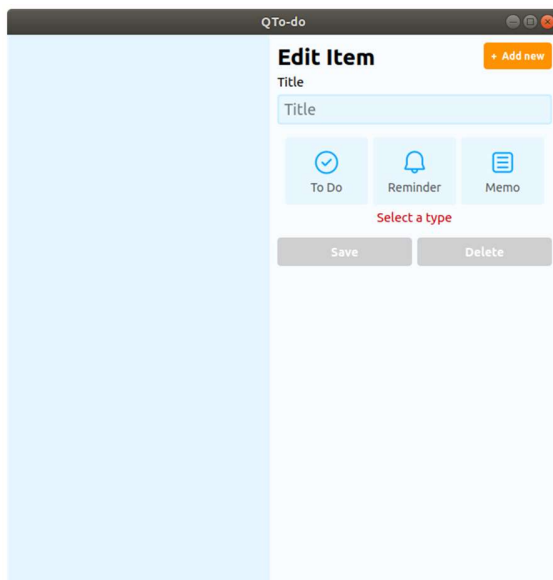 QTo-do
Edit Item
+ Add new
Title
Title
To Do Reminder Memo
Select a type
Save Delete